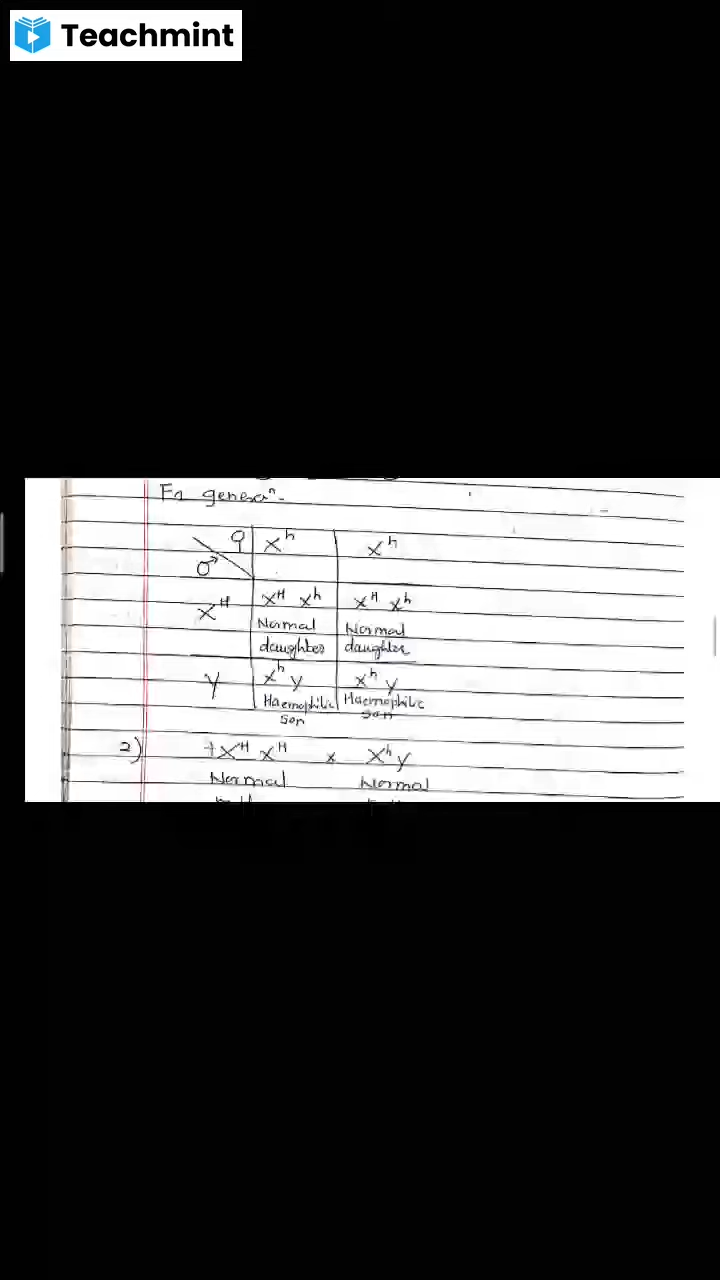 Teachmint
F1 generaⁿ-
♀ Xʰ Xʰ
♂
Xᴴ Xᴴ Xʰ Xᴴ Xʰ
Normal Normal
daughter daughter
Y Xʰ Y Xʰ Y
Haemophilic Haemophilic
Son Son
2) Xᴴ Xᴴ × Xʰ Y
Normal Normal